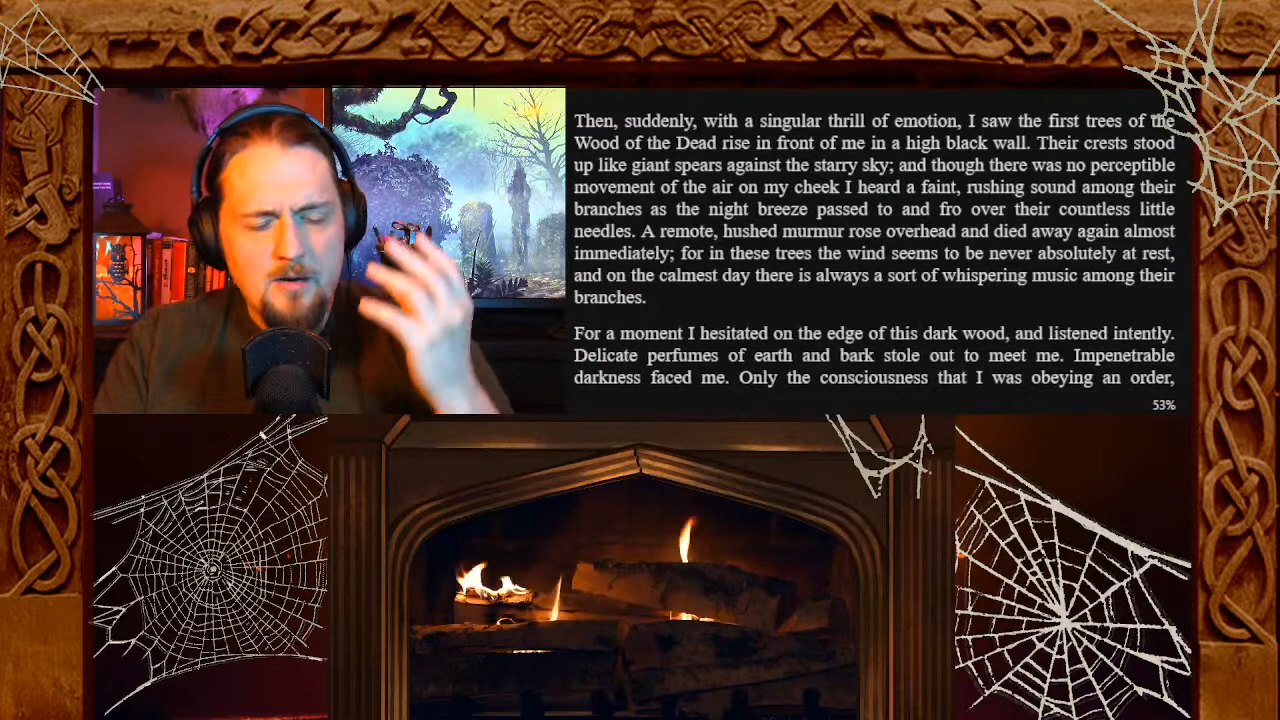 Then, suddenly, with a singular thrill of emotion, I saw the first trees of the
Wood of the Dead rise in front of me in a high black wall. Their crests stood
up like giant spears against the starry sky; and though there was no perceptible
movement of the air on my cheek I heard a faint, rushing sound among their
branches as the night breeze passed to and fro over their countless little
needles. A remote, hushed murmur rose overhead and died away again almost
immediately; for in these trees the wind seems to be never absolutely at rest,
and on the calmest day there is always a sort of whispering music among their
branches.
For a moment I hesitated on the edge of this dark wood, and listened intently.
Delicate perfumes of earth and bark stole out to meet me. Impenetrable
darkness faced me. Only the consciousness that I was obeying an order,
53%